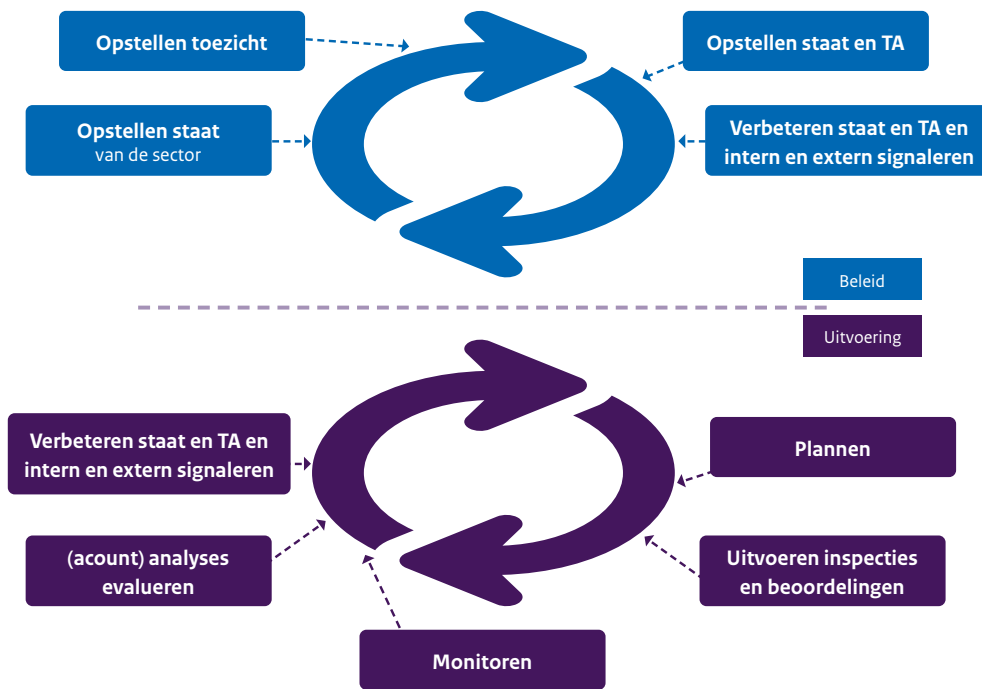 Opstellen toezicht
Opstellen staat en TA
Opstellen staat
van de sector
Verbeteren staat en TA en
intern en extern signaleren
Beleid
Uitvoering
Verbeteren staat en TA en
intern en extern signaleren
Plannen
(acount) analyses
evalueren
Uitvoeren inspecties
en beoordelingen
Monitoren